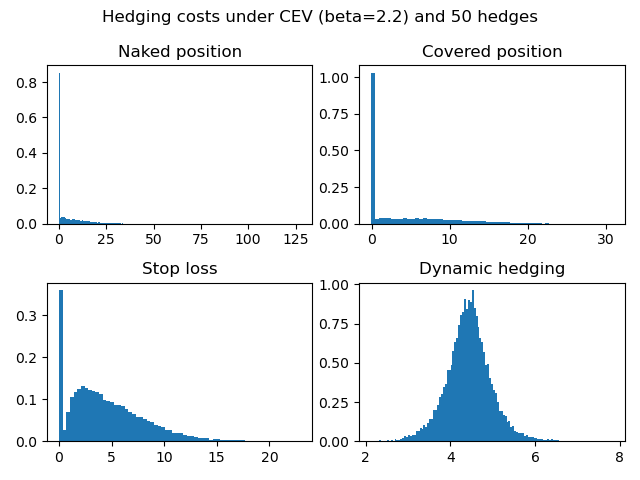 Hedging costs under CEV (beta=2.2) and 50 hedges
Naked position
0.8
0.6
0.4
0.2
0.0
0 25 50 75 100 125
Covered position
1.00
0.75
0.50
0.25
0.00
0 10 20 30
Stop loss
0.3
0.2
0.1
0.0
0 5 10 15 20
Dynamic hedging
1.00
0.75
0.50
0.25
0.00
2 4 6 8